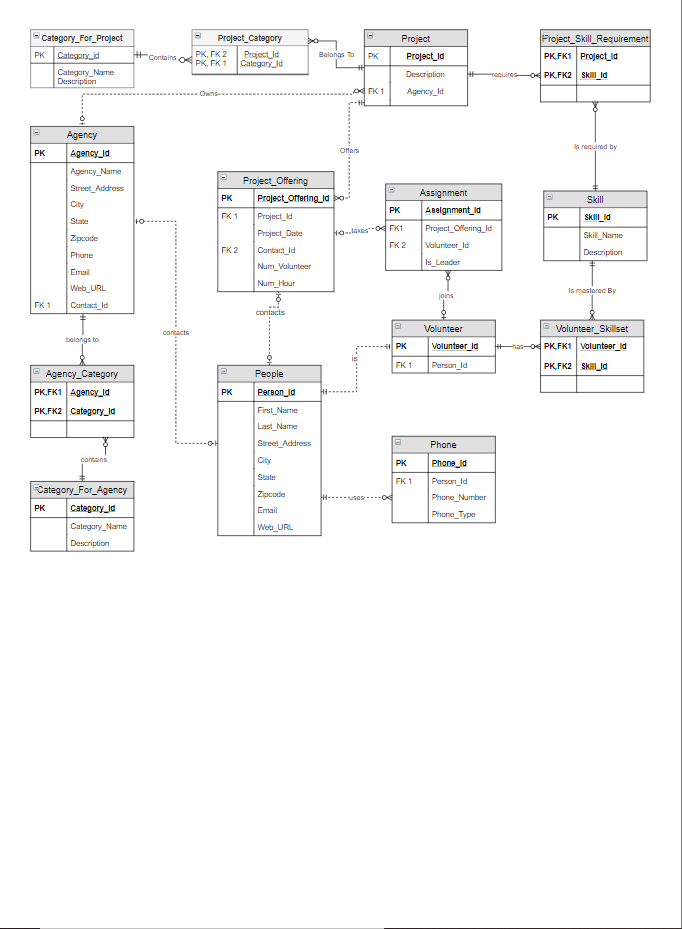 Category_For_Project
PK Category_id
Category_Name
Description
Contains
Project_Category
PK, FK 2 Project_Id
PK, FK 1 Category_Id
Belongs To
Project
PK Project_Id
Description
FK 1 Agency_Id
requires
Project_Skill_Requirement
PK,FK1 Project_Id
PK,FK2 Skill_Id
Owns
Offers
Is required by
Agency
PK Agency_Id
Agency_Name
Street_Address
City
State
Zipcode
Phone
Email
Web_URL
FK 1 Contact_Id
Project_Offering
PK Project_Offering_Id
FK 1 Project_Id
Project_Date
FK 2 Contact_Id
Num_Volunteer
Num_Hour
takes
Assignment
PK Assignment_Id
FK1 Project_Offering_Id
FK 2 Volunteer_Id
Is_Leader
Skill
PK Skill_Id
Skill_Name
Description
joins
Is mastered By
contacts
contacts
belongs to
Volunteer
PK Volunteer_Id
FK 1 Person_Id
has
Volunteer_Skillset
PK,FK1 Volunteer_Id
PK,FK2 Skill_Id
is
Agency_Category
PK,FK1 Agency_Id
PK,FK2 Category_Id
contains
People
PK Person_Id
First_Name
Last_Name
Street_Address
City
State
Zipcode
Email
Web_URL
uses
Phone
PK Phone_Id
FK 1 Person_Id
Phone_Number
Phone_Type
Category_For_Agency
PK Category_Id
Category_Name
Description